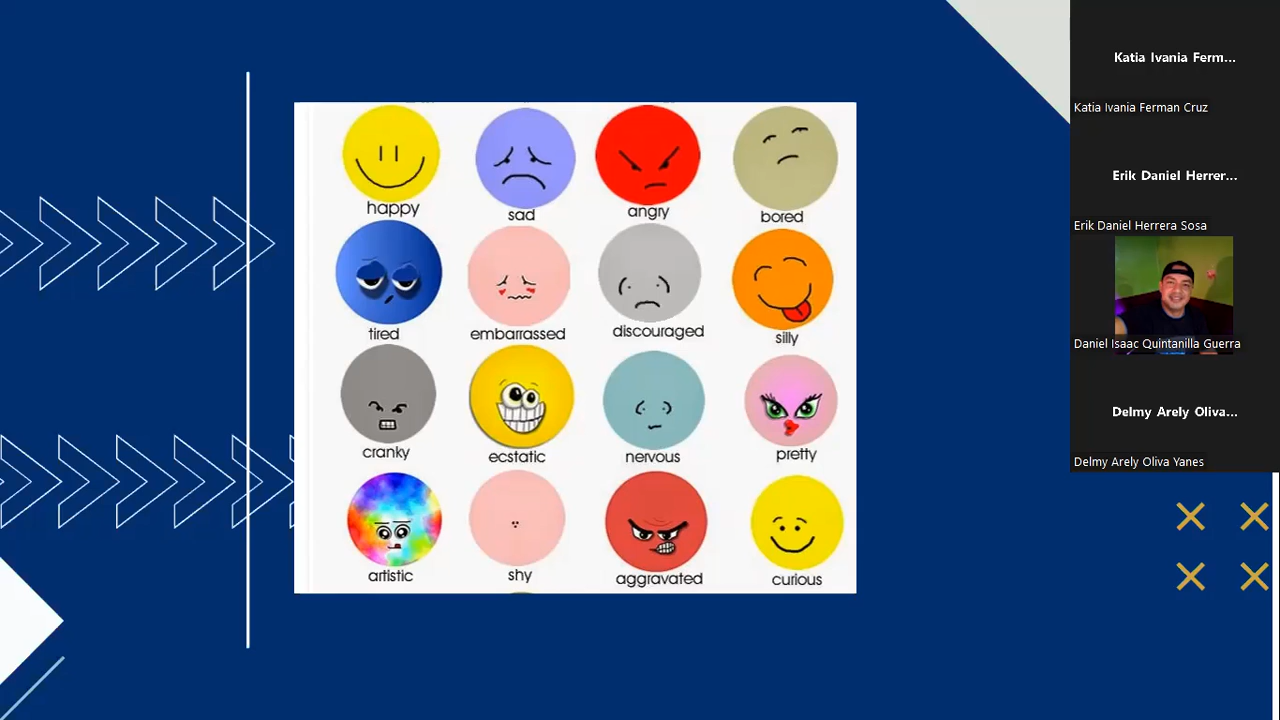 happy
sad
angry
bored
tired
embarrassed
discouraged
silly
cranky
ecstatic
nervous
pretty
artistic
shy
aggravated
curious
Katia Ivania Ferm...
Katia Ivania Ferman Cruz
Erik Daniel Herrer...
Erik Daniel Herrera Sosa
Daniel Isaac Quintanilla Guerra
Delmy Arely Oliva...
Delmy Arely Oliva Yanes